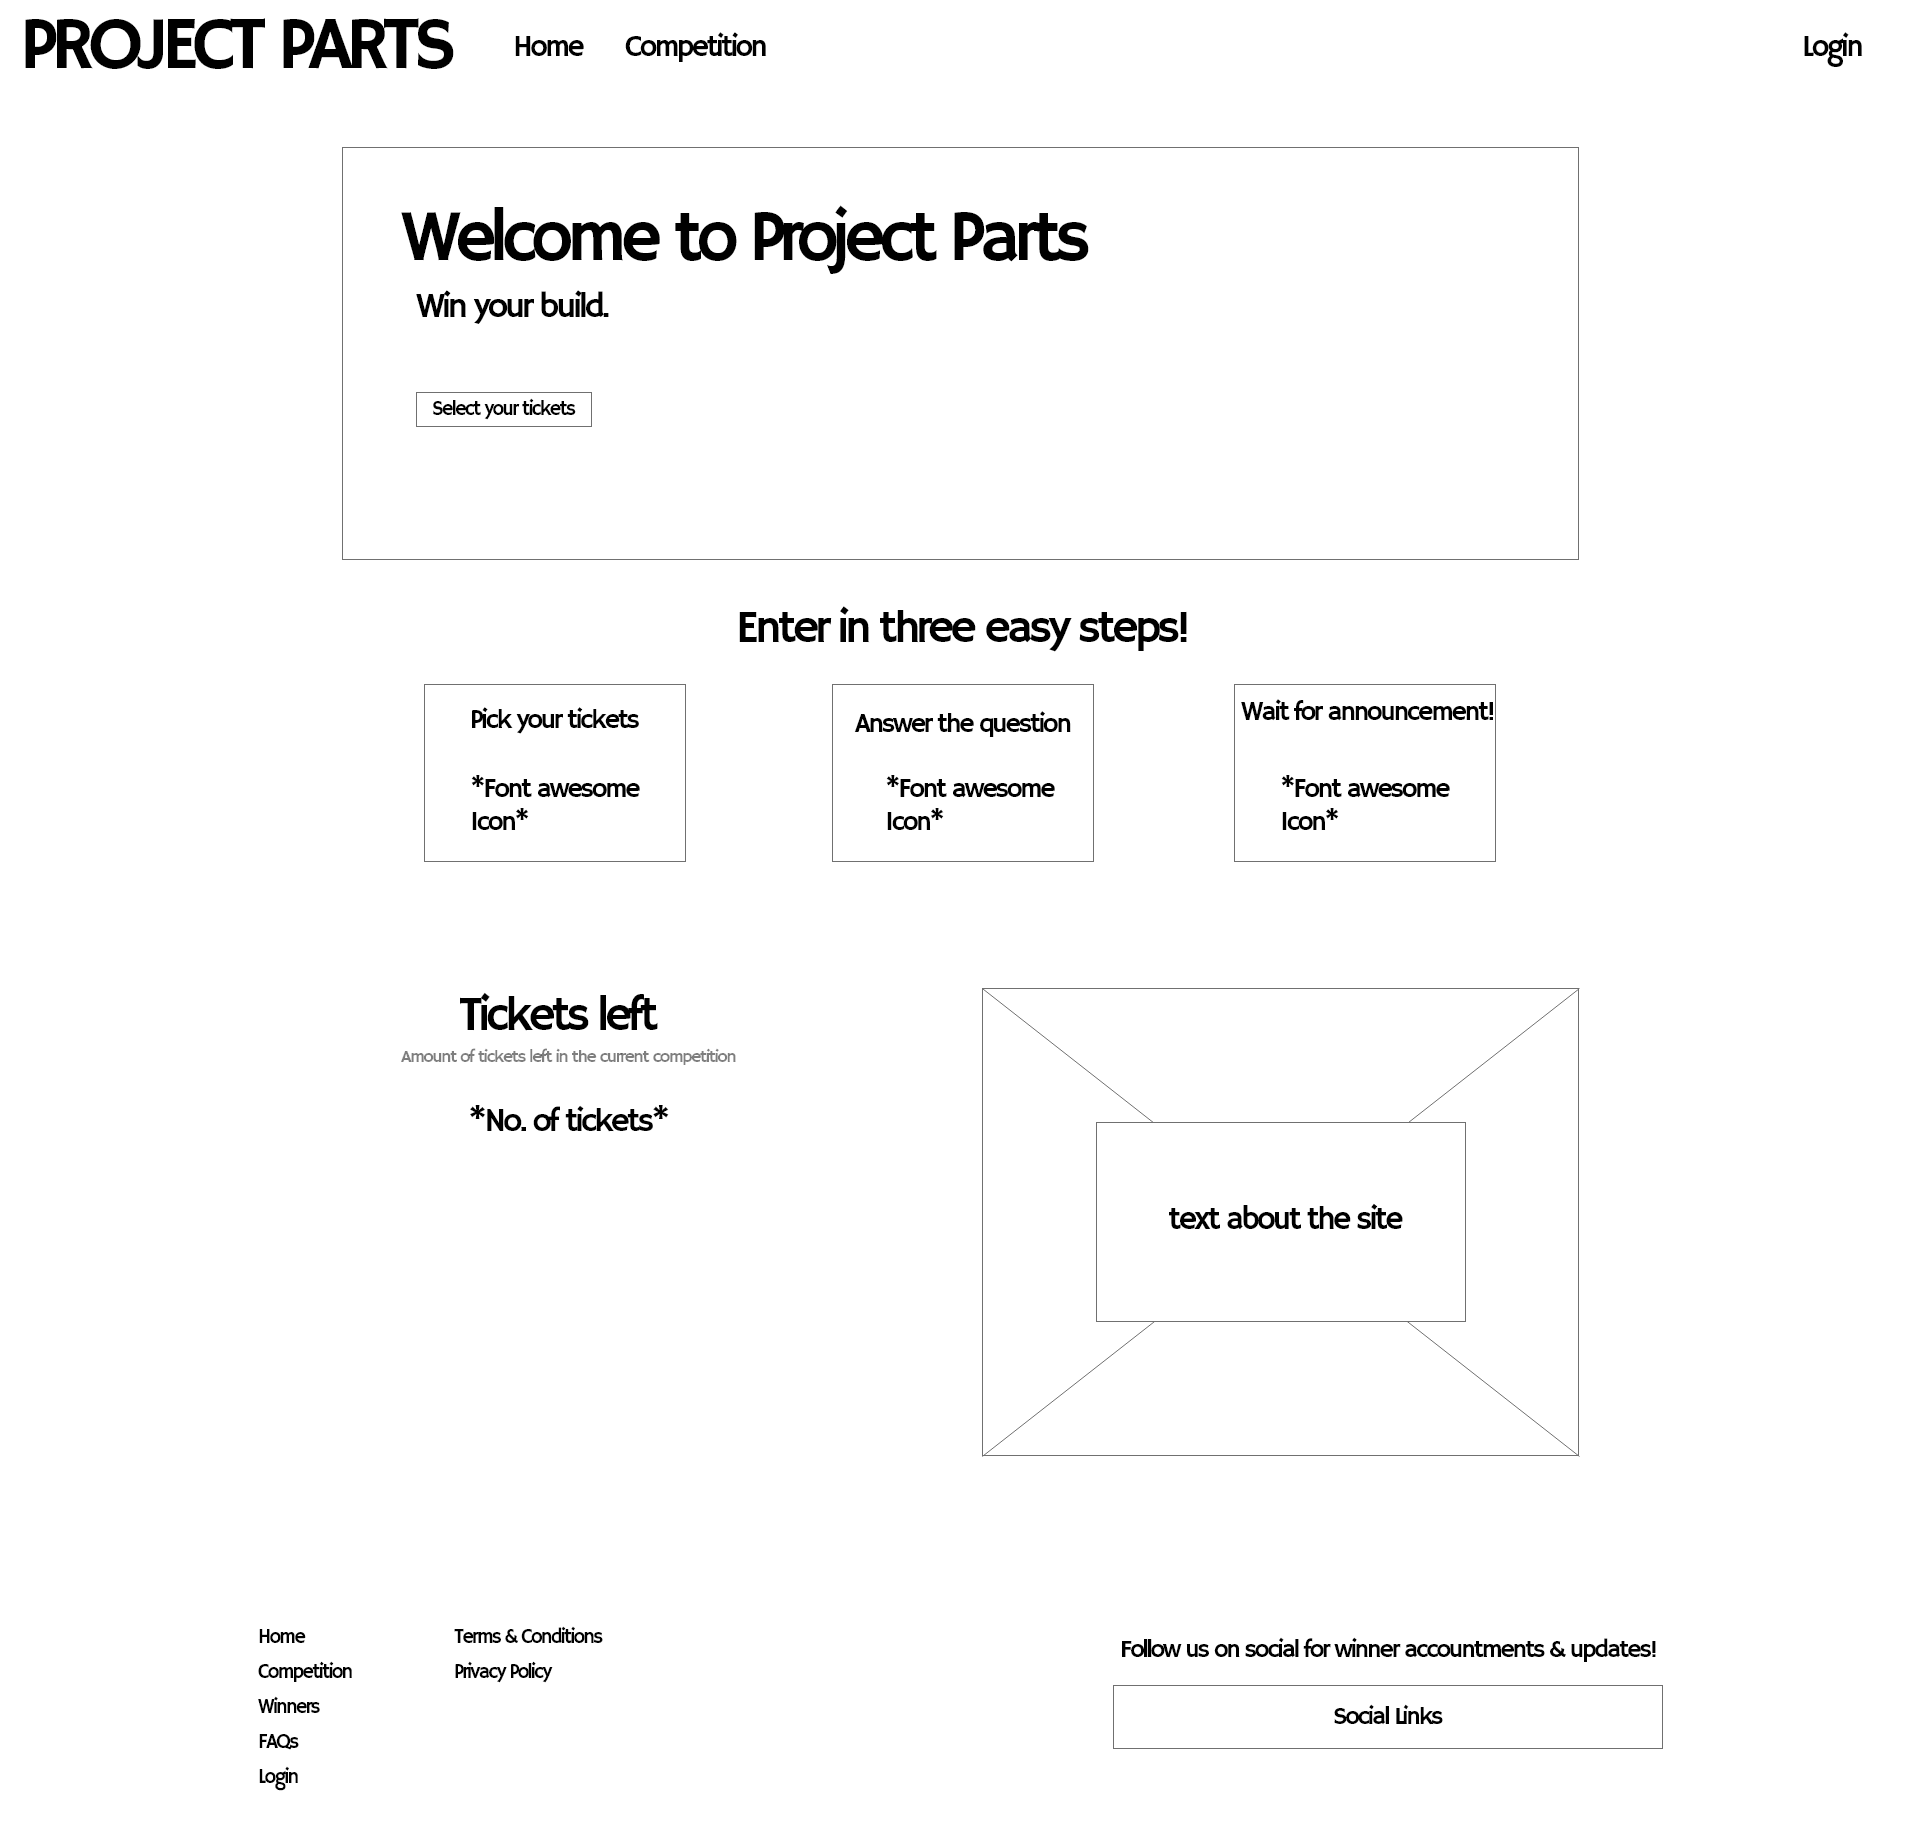 PROJECT PARTS
Home
Competition
Login
Welcome to Project Parts
Win your build.
Select your tickets
Enter in three easy steps!
Pick your tickets
*Font awesome
Icon*
Answer the question
*Font awesome
Icon*
Wait for announcement!
*Font awesome
Icon*
Tickets left
Amount of tickets left in the current competition
*No. of tickets*
text about the site
Home
Competition
Winners
FAQs
Login
Terms & Conditions
Privacy Policy
Follow us on social for winner accountments & updates!
Social Links